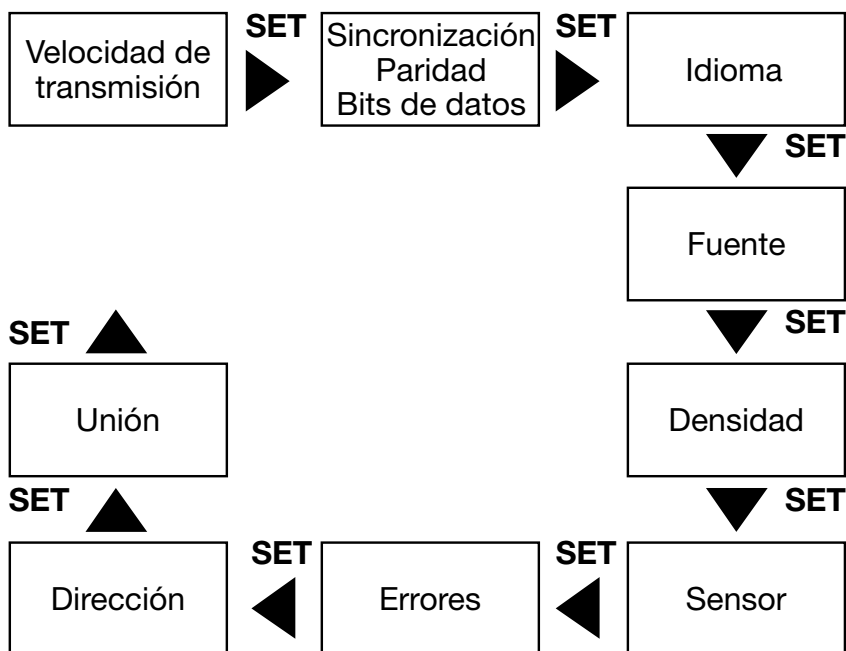 Velocidad de
transmisión
SET
Sincronización
Paridad
Bits de datos
SET
Idioma
SET
Fuente
SET
Densidad
SET
Sensor
SET
Errores
SET
Dirección
SET
Unión
SET